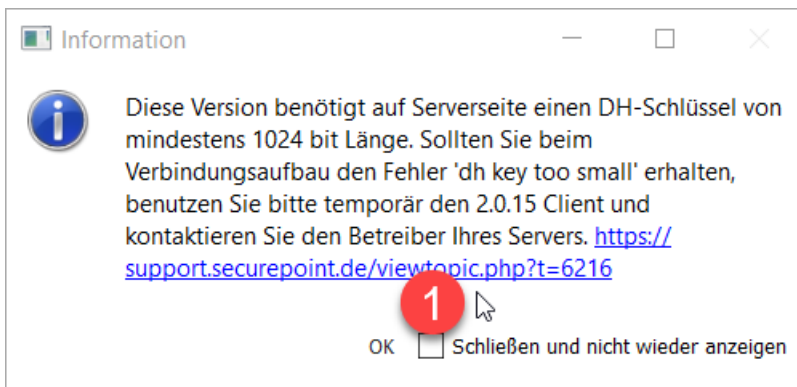 Information
Diese Version benötigt auf Serverseite einen DH-Schlüssel von
mindestens 1024 bit Länge. Sollten Sie beim
Verbindungsaufbau den Fehler 'dh key too small' erhalten,
benutzen Sie bitte temporär den 2.0.15 Client und
kontaktieren Sie den Betreiber Ihres Servers. https://
support.securepoint.de/viewtopic.php?t=6216
1
OK Schließen und nicht wieder anzeigen